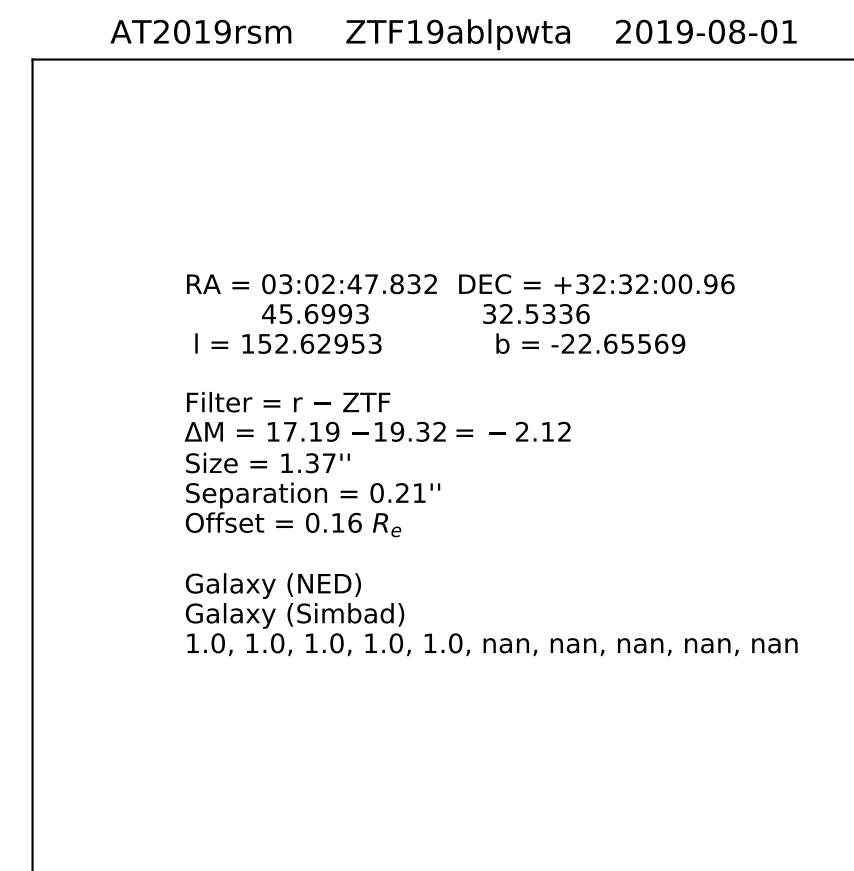 AT2019rsm ZTF19ablpwta 2019-08-01
RA = 03:02:47.832 DEC = +32:32:00.96
45.6993 32.5336
l = 152.62953 b = -22.65569
Filter = r − ZTF
ΔM = 17.19 −19.32 = − 2.12
Size = 1.37''
Separation = 0.21''
Offset = 0.16 Re
Galaxy (NED)
Galaxy (Simbad)
1.0, 1.0, 1.0, 1.0, 1.0, nan, nan, nan, nan, nan